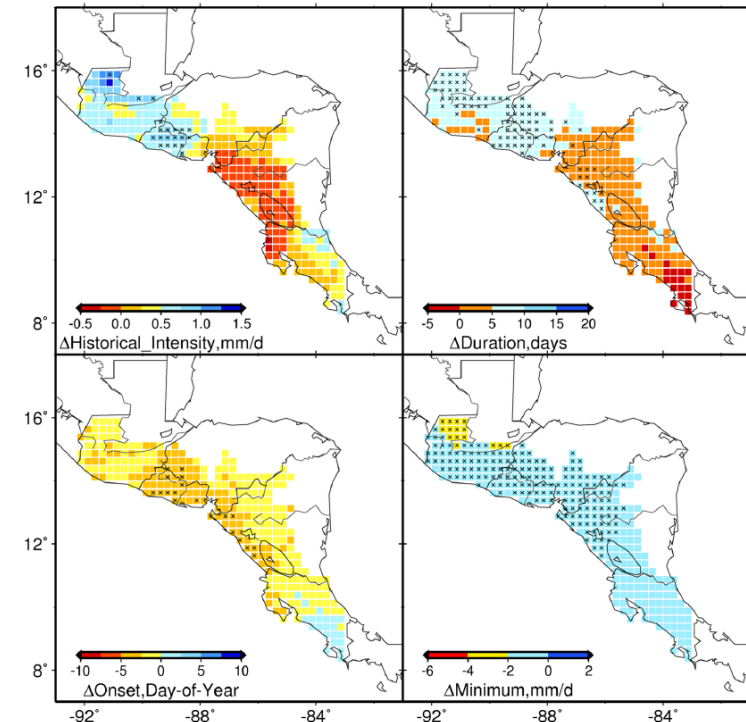 16°
12°
8°
-0.5 0.0 0.5 1.0 1.5
ΔHistorical_Intensity,mm/d
-5 0 5 10 15 20
ΔDuration,days
16°
12°
8°
-10 -5 0 5 10
ΔOnset,Day-of-Year
-6 -4 -2 0 2
ΔMinimum,mm/d
-92 -88 -84 -92 -88 -84